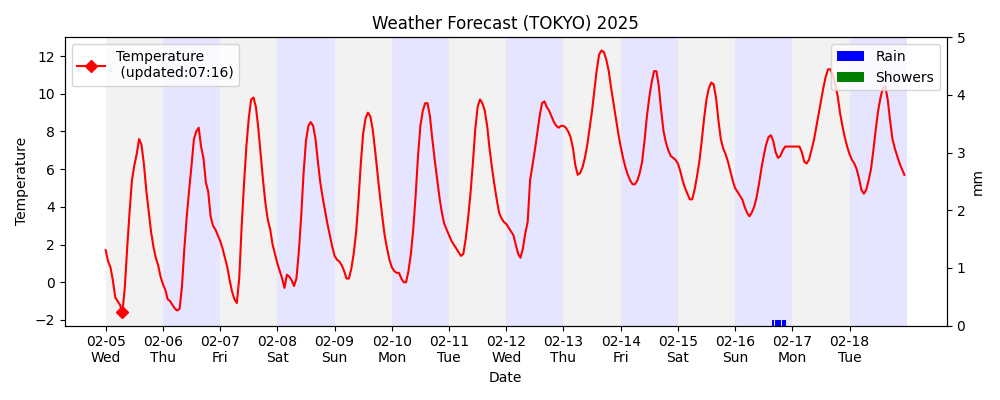 Weather Forecast (TOKYO) 2025
Temperature
(updated:07:16)
Rain
Showers
Temperature
12
10
8
6
4
2
0
−2
5
4
3
2
1
0
mm
02-05 02-06 02-07 02-08 02-09 02-10 02-11 02-12 02-13 02-14 02-15 02-16 02-17 02-18
Wed Thu Fri Sat Sun Mon Tue Wed Thu Fri Sat Sun Mon Tue
Date